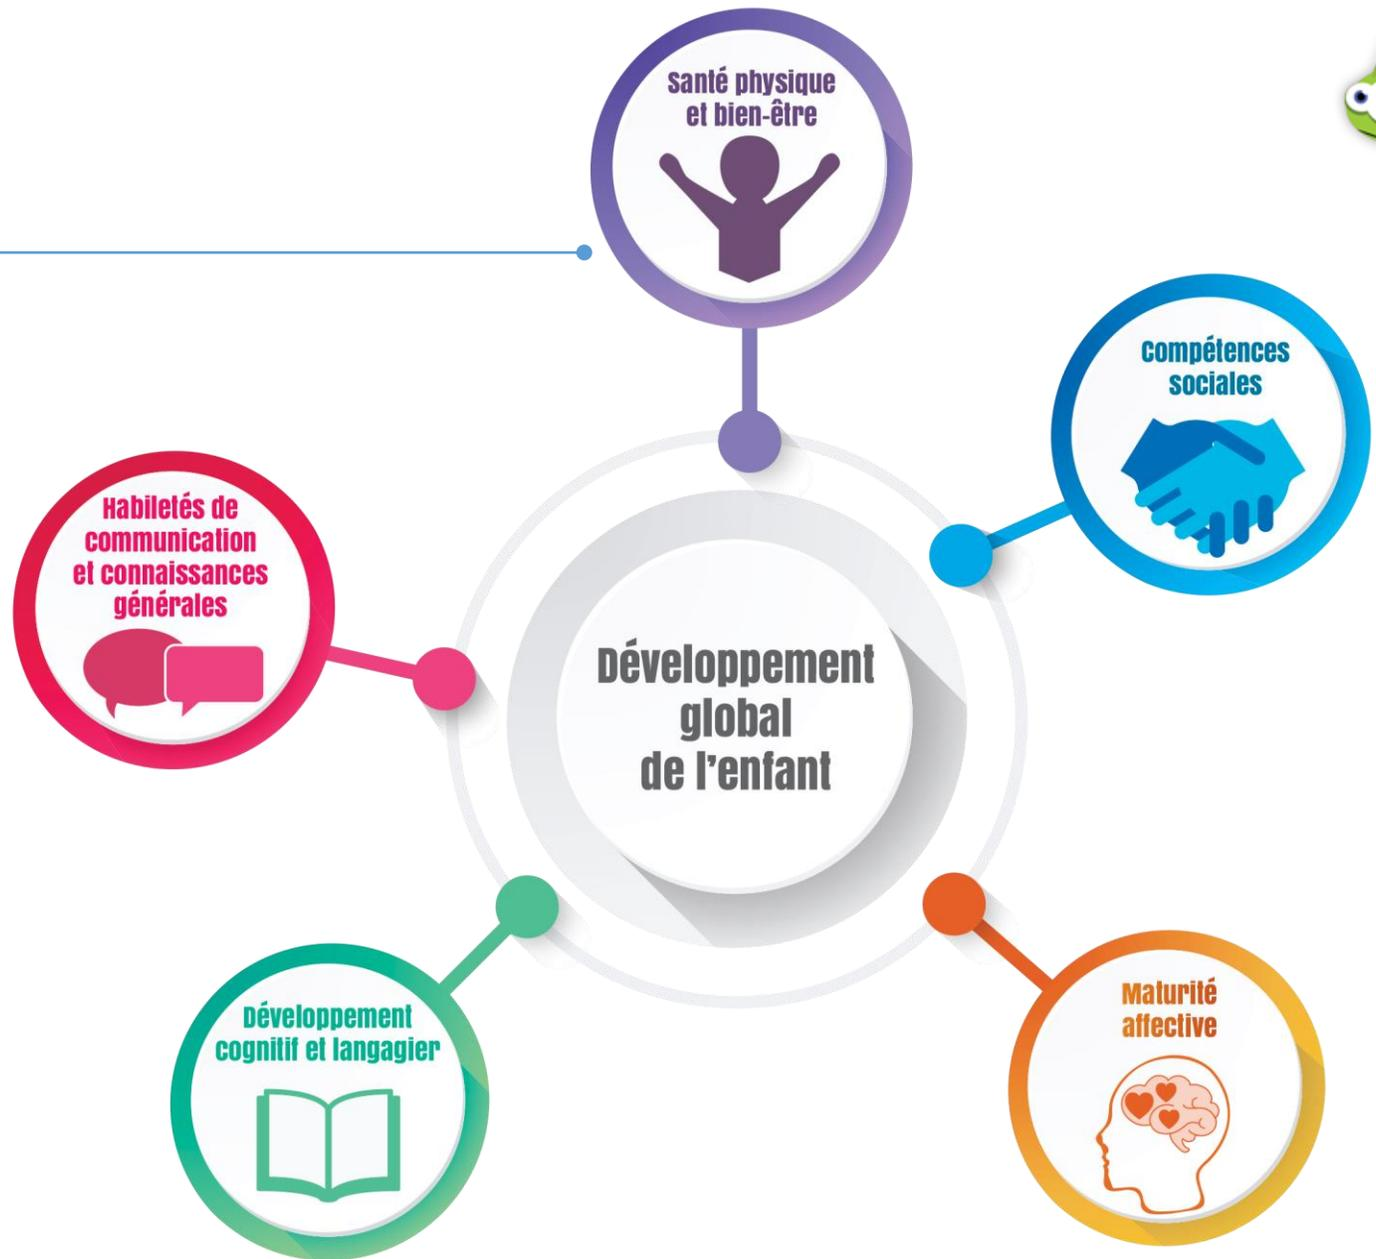 Santé physique
et bien-être
Compétences
sociales
Habiletés de
communication
et connaissances
générales
Développement
global
de l'enfant
Développement
cognitif et langagier
Maturité
affective